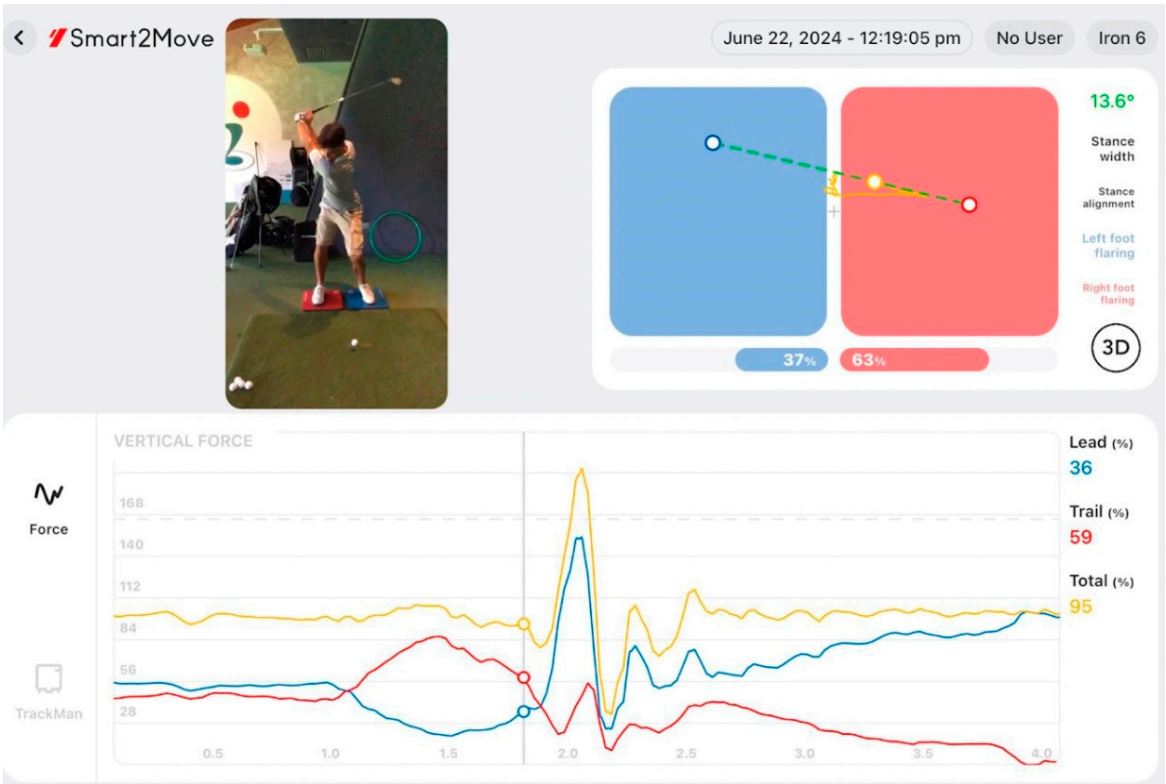 Smart2Move
June 22, 2024 - 12:19:05 pm
No User
Iron 6
13.6°
Stance
width
Stance
alignment
Left foot
flaring
Right foot
flaring
3D
37%
63%
VERTICAL FORCE
Force
TrackMan
168
140
112
84
56
28
0.5
1.0
1.5
2.0
2.5
3.0
3.5
4.0
Lead (%)
36
Trail (%)
59
Total (%)
95